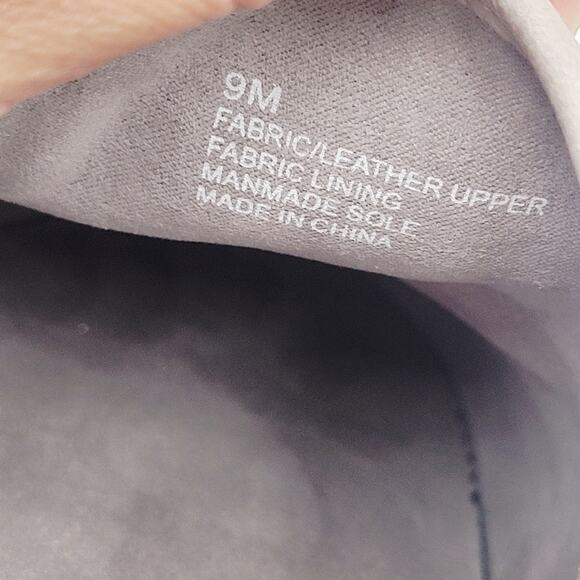 9M
FABRIC/LEATHER UPPER
FABRIC LINING
MANMADE SOLE
MADE IN CHINA